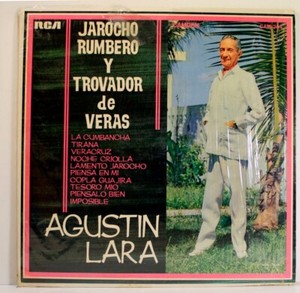 RCA
JAROCHO
RUMBERO
Y
TROVADOR
de
VERAS
LA CUMBANCHA
TIRANA
VERACRUZ
NOCHE CRIOLLA
LAMENTO JAROCHO
PIENSA EN MI
COPLA GUAJIRA
TESORO MIO
PIENSALO BIEN
IMPOSIBLE
AGUSTIN
LARA